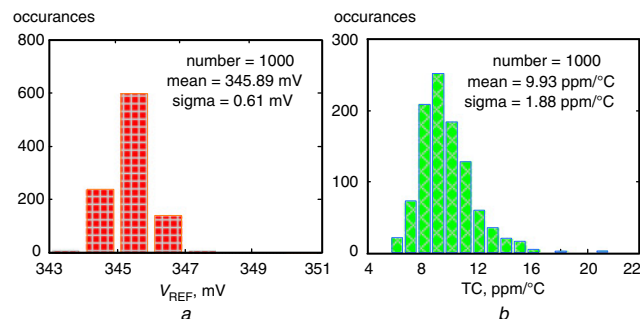 occurances
800
600
400
200
0
343
345
347
349
351
number = 1000
mean = 345.89 mV
sigma = 0.61 mV
V_REF, mV
a
occurances
300
200
100
0
4
8
12
16
18
22
number = 1000
mean = 9.93 ppm/°C
sigma = 1.88 ppm/°C
TC, ppm/°C
b